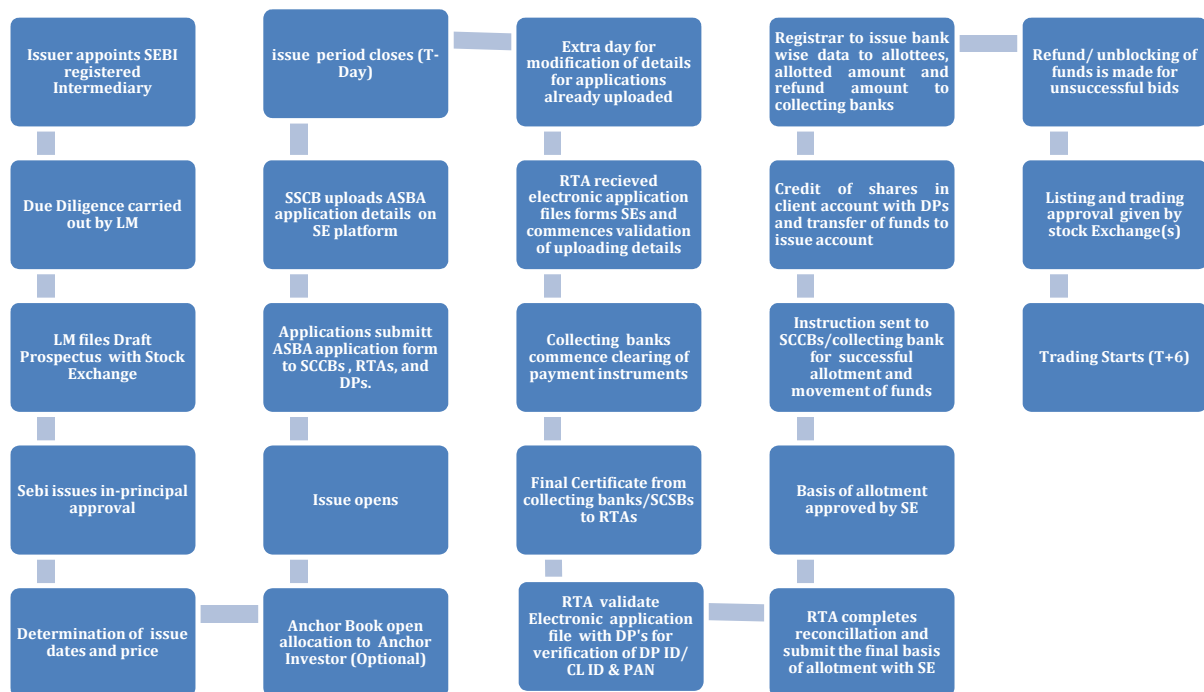 Issuer appoints SEBI
registered
Intermediary
Due Diligence carried
out by LM
LM files Draft
Prospectus with Stock
Exchange
Sebi issues in-principal
approval
Determination of issue
dates and price
Anchor Book open
allocation to Anchor
Investor (Optional)
Issue opens
Applications submitt
ASBA application form
to SCCBs , RTAs, and
DPs.
SSCB uploads ASBA
application details on
SE platform
issue period closes (T-
Day)
Extra day for
modification of details
for applications
already uploaded
RTA recieved
electronic application
files forms SEs and
commences validation
of uploading details
Collecting banks
commence clearing of
payment instruments
Final Certificate from
collecting banks/SCSBs
to RTAs
RTA validate
Electronic application
file with DP's for
verification of DP ID/
CL ID & PAN
RTA completes
reconcillation and
submit the final basis
of allotment with SE
Basis of allotment
approved by SE
Instruction sent to
SCCBs/collecting bank
for successful
allotment and
movement of funds
Credit of shares in
client account with DPs
and transfer of funds to
issue account
Registrar to issue bank
wise data to allottees,
allotted amount and
refund amount to
collecting banks
Refund/ unblocking of
funds is made for
unsuccessful bids
Listing and trading
approval given by
stock Exchange(s)
Trading Starts (T+6)